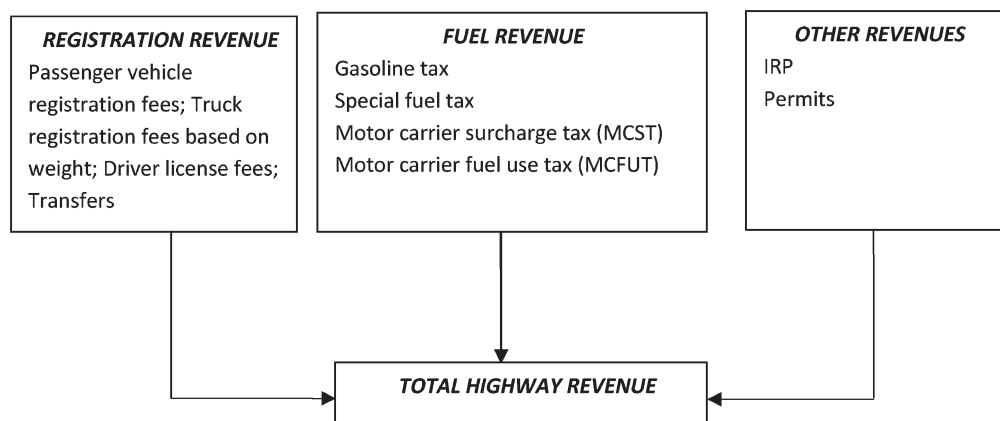 REGISTRATION REVENUE
Passenger vehicle
registration fees; Truck
registration fees based on
weight; Driver license fees;
Transfers
FUEL REVENUE
Gasoline tax
Special fuel tax
Motor carrier surcharge tax (MCST)
Motor carrier fuel use tax (MCFUT)
OTHER REVENUES
IRP
Permits
TOTAL HIGHWAY REVENUE